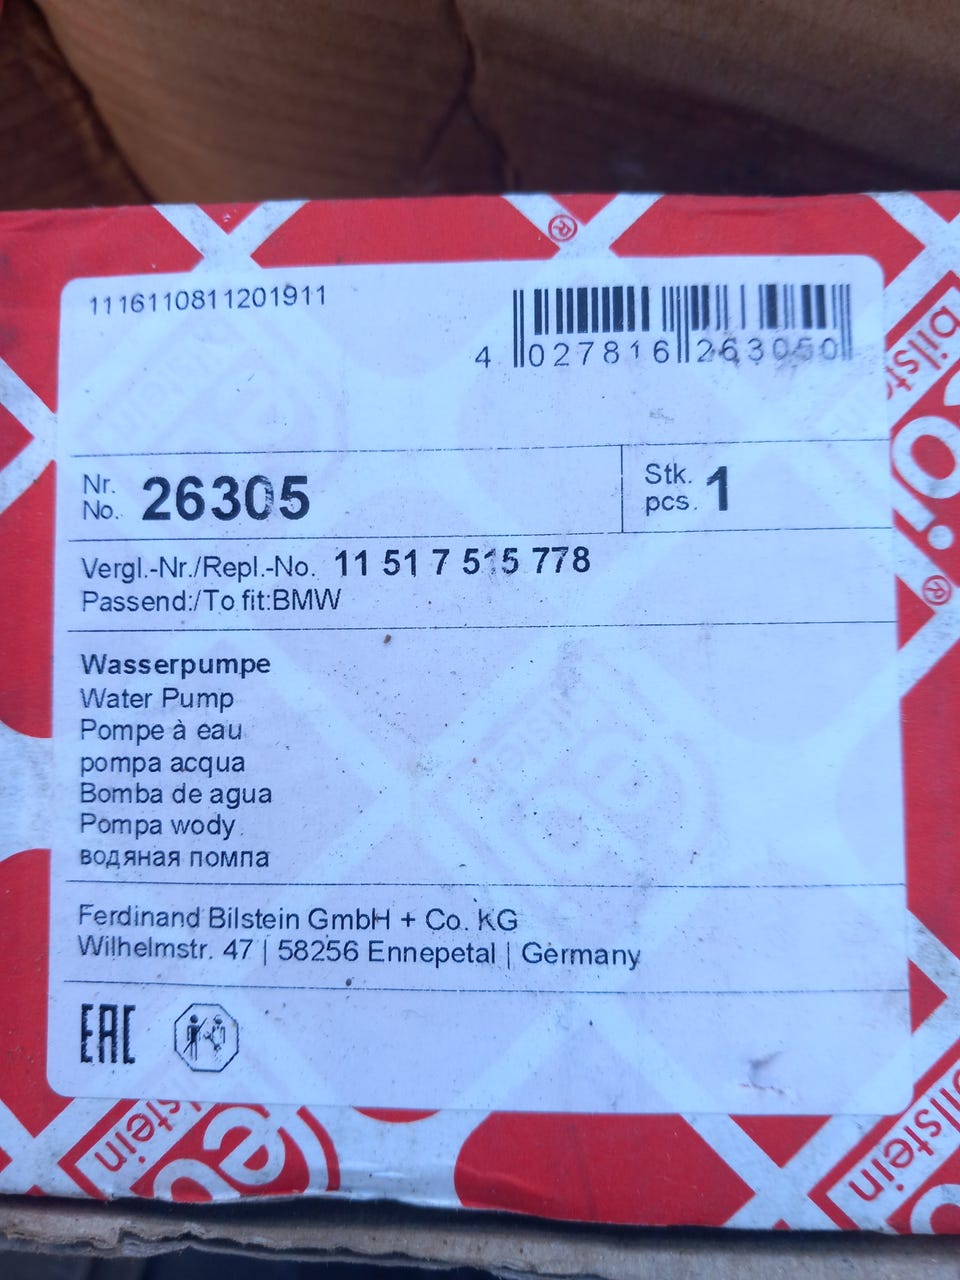 1116110811201911
4 027816 263050
Nr.
No. 26305
Stk.
pcs. 1
Vergl.-Nr./Repl.-No. 11 51 7 515 778
Passend:/To fit:BMW
Wasserpumpe
Water Pump
Pompe à eau
pompa acqua
Bomba de agua
Pompa wody
водяная помпа
Ferdinand Bilstein GmbH + Co. KG
Wilhelmstr. 47 | 58256 Ennepetal | Germany
EAC
®
bilstein
®
bilstein
bilstein